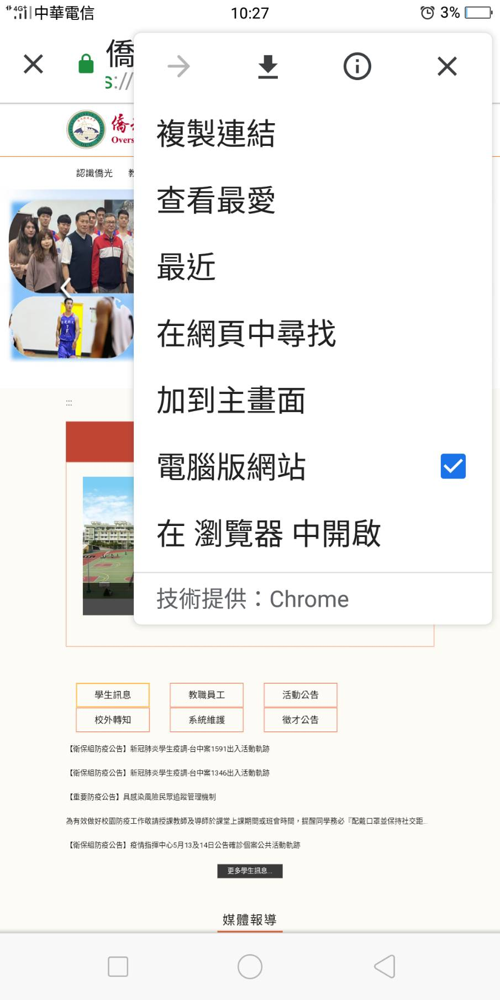 4G+
中華電信
10:27
3%
僑
s://
複製連結
查看最愛
最近
在網頁中尋找
加到主畫面
電腦版網站
在 瀏覽器 中開啟
技術提供：Chrome
僑
Overs
認識僑光
教
:::
學生訊息
教職員工
活動公告
校外轉知
系統維護
徵才公告
【衛保組防疫公告】新冠肺炎學生疫調-台中案1591出入活動軌跡
【衛保組防疫公告】新冠肺炎學生疫調-台中案1346出入活動軌跡
【重要防疫公告】具感染風險民眾追蹤管理機制
為有效做好校園防疫工作敬請授課教師及導師於課堂上課期間或班會時間，提醒同學務必『配戴口罩並保持社交距...
【衛保組防疫公告】疫情指揮中心5月13及14日公告確診個案公共活動軌跡
更多學生訊息...
媒體報導